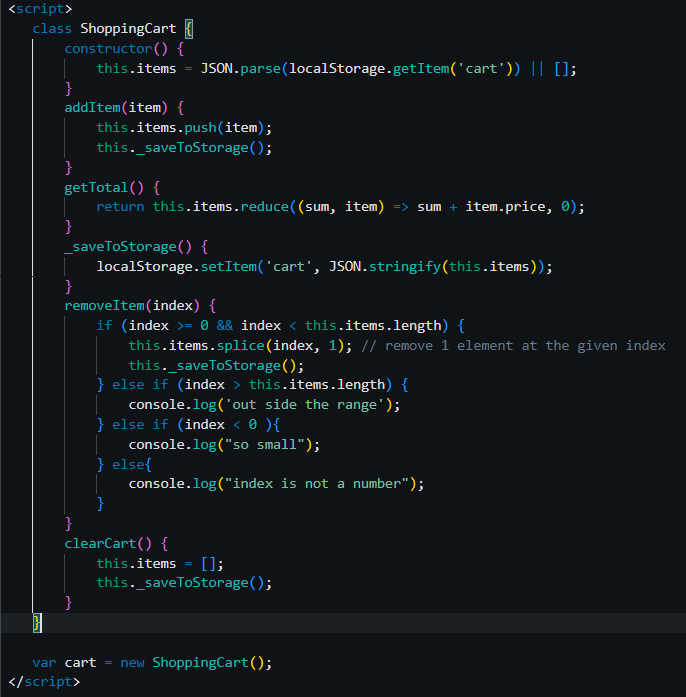 <script>
class ShoppingCart {
constructor() {
this.items = JSON.parse(localStorage.getItem('cart')) || [];
}
addItem(item) {
this.items.push(item);
this._saveToStorage();
}
getTotal() {
return this.items.reduce((sum, item) => sum + item.price, 0);
}
_saveToStorage() {
localStorage.setItem('cart', JSON.stringify(this.items));
}
removeItem(index) {
if (index >= 0 && index < this.items.length) {
this.items.splice(index, 1); // remove 1 element at the given index
this._saveToStorage();
} else if (index > this.items.length) {
console.log('out side the range');
} else if (index < 0 ){
console.log("so small");
} else{
console.log("index is not a number");
}
}
clearCart() {
this.items = [];
this._saveToStorage();
}
}
var cart = new ShoppingCart();
</script>